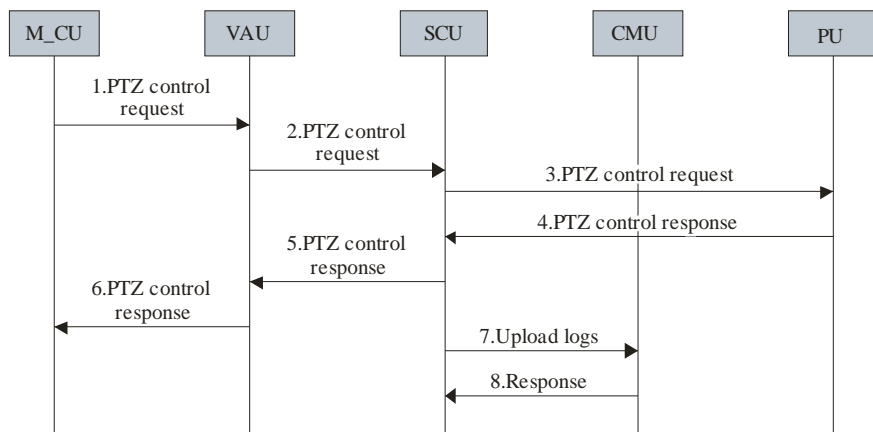 M_CU
VAU
SCU
CMU
PU
1.PTZ control
request
2.PTZ control
request
3.PTZ control request
4.PTZ control response
5.PTZ control
response
6.PTZ control
response
7.Upload logs
8.Response